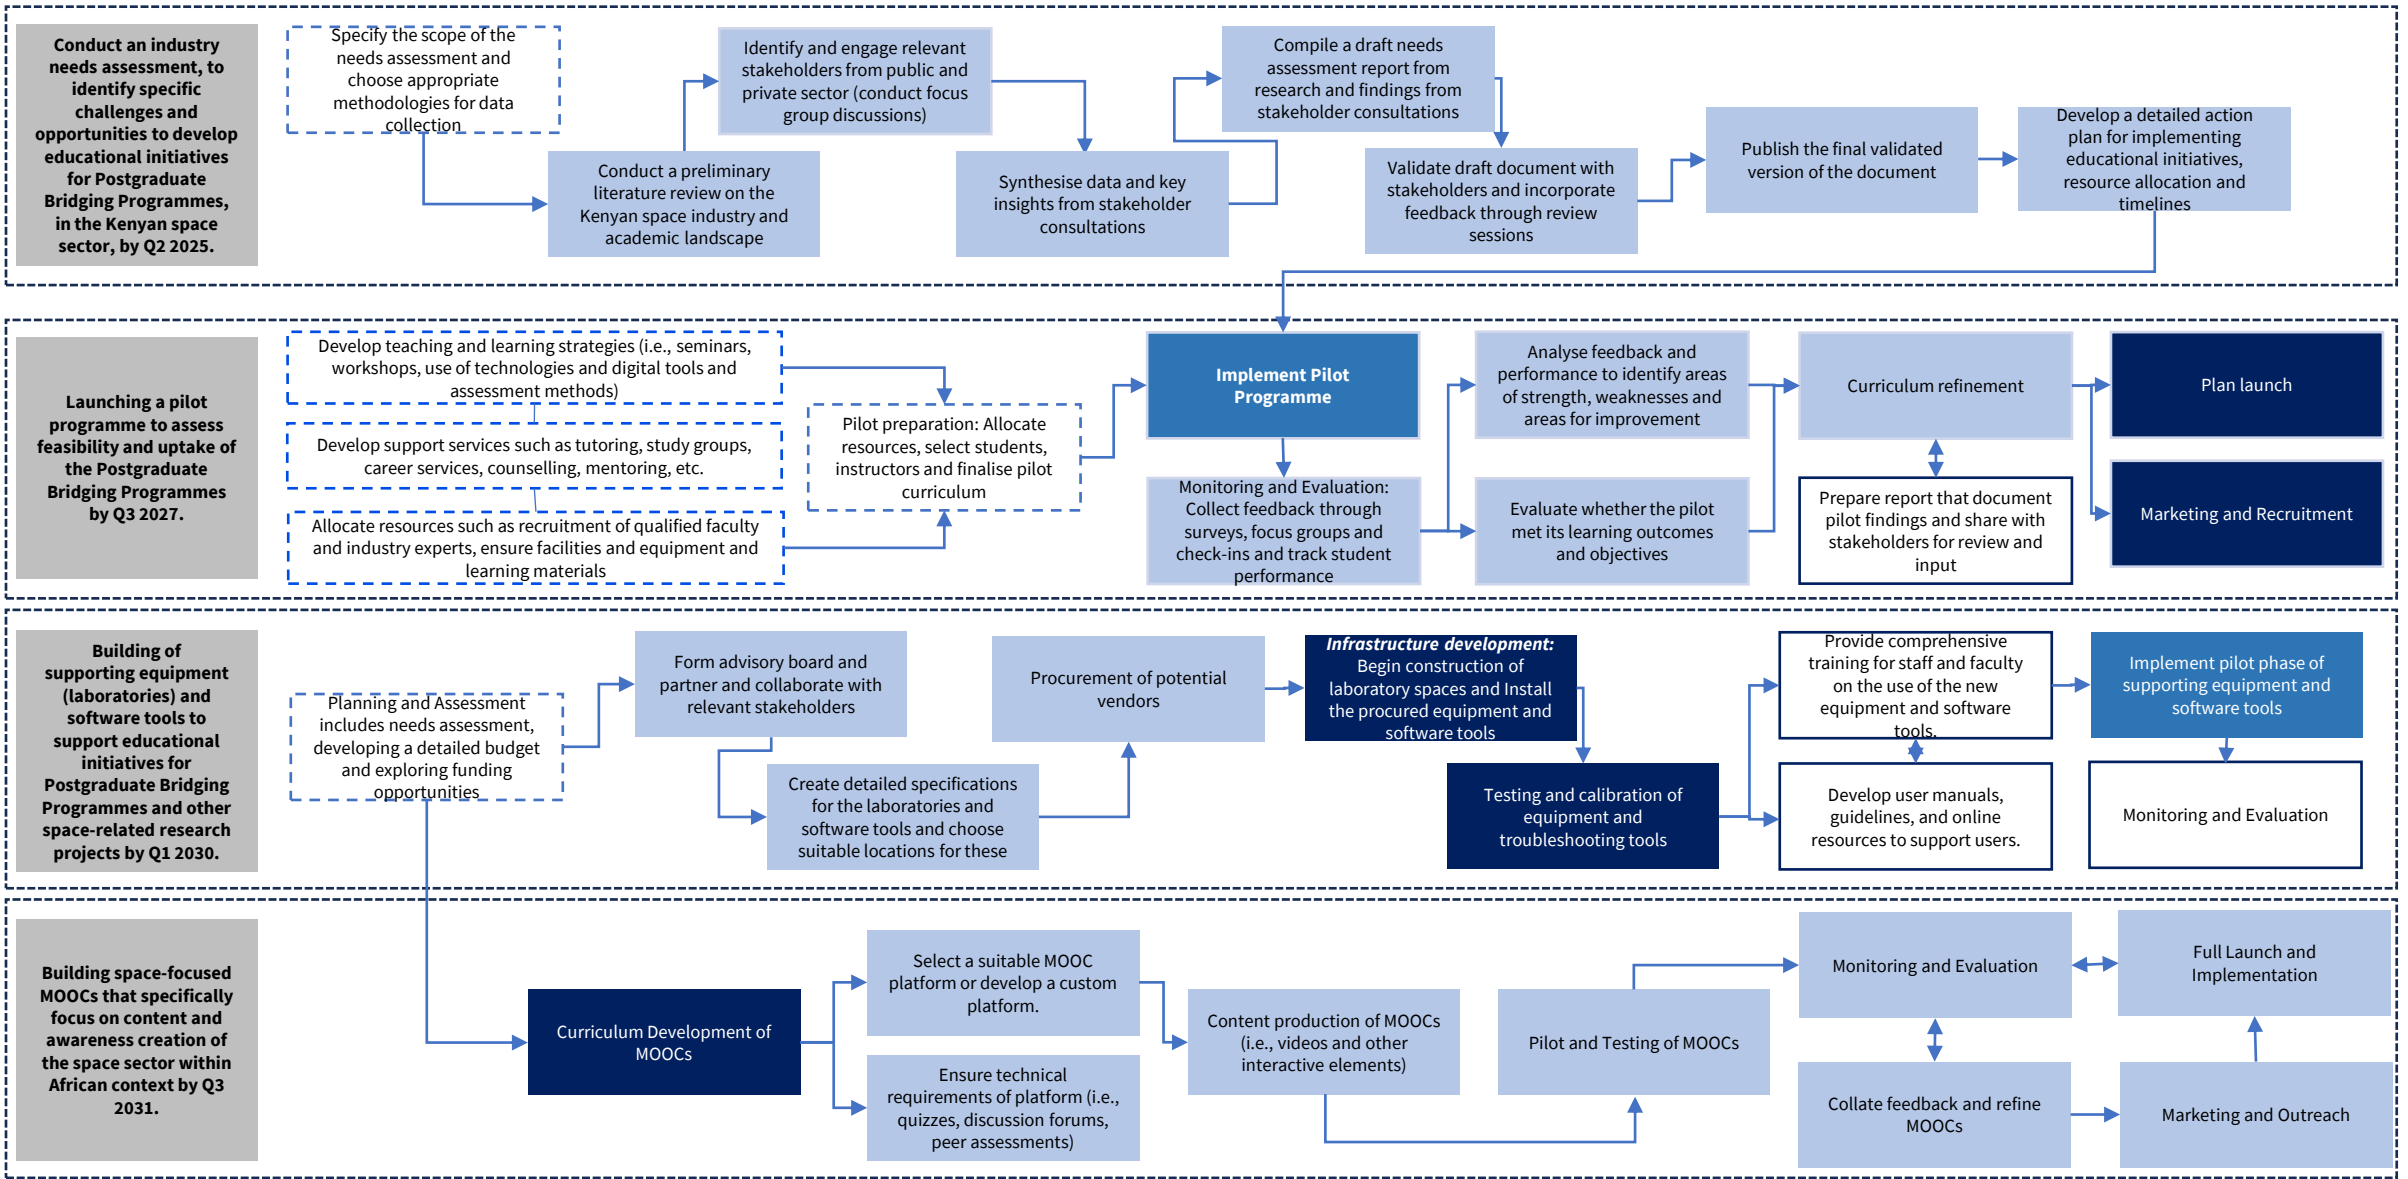 Conduct an industry
needs assessment, to
identify specific
challenges and
opportunities to develop
educational initiatives
for Postgraduate
Bridging Programmes,
in the Kenyan space
sector, by Q2 2025.
Specify the scope of the
needs assessment and
choose appropriate
methodologies for data
collection
Conduct a preliminary
literature review on the
Kenyan space industry and
academic landscape
Identify and engage relevant
stakeholders from public and
private sector (conduct focus
group discussions)
Synthesise data and key
insights from stakeholder
consultations
Compile a draft needs
assessment report from
research and findings from
stakeholder consultations
Validate draft document with
stakeholders and incorporate
feedback through review
sessions
Publish the final validated
version of the document
Develop a detailed action
plan for implementing
educational initiatives,
resource allocation and
timelines
Launching a pilot
programme to assess
feasibility and uptake of
the Postgraduate
Bridging Programmes
by Q3 2027.
Develop teaching and learning strategies (i.e., seminars,
workshops, use of technologies and digital tools and
assessment methods)
Develop support services such as tutoring, study groups,
career services, counselling, mentoring, etc.
Allocate resources such as recruitment of qualified faculty
and industry experts, ensure facilities and equipment and
learning materials
Pilot preparation: Allocate
resources, select students,
instructors and finalise pilot
curriculum
Implement Pilot
Programme
Monitoring and Evaluation:
Collect feedback through
surveys, focus groups and
check-ins and track student
performance
Analyse feedback and
performance to identify areas
of strength, weaknesses and
areas for improvement
Evaluate whether the pilot
met its learning outcomes
and objectives
Curriculum refinement
Prepare report that document
pilot findings and share with
stakeholders for review and
input
Plan launch
Marketing and Recruitment
Building of
supporting equipment
(laboratories) and
software tools to
support educational
initiatives for
Postgraduate Bridging
Programmes and other
space-related research
projects by Q1 2030.
Planning and Assessment
includes needs assessment,
developing a detailed budget
and exploring funding
opportunities
Form advisory board and
partner and collaborate with
relevant stakeholders
Create detailed specifications
for the laboratories and
software tools and choose
suitable locations for these
Procurement of potential
vendors
Infrastructure development:
Begin construction of
laboratory spaces and Install
the procured equipment and
software tools
Testing and calibration of
equipment and
troubleshooting tools
Provide comprehensive
training for staff and faculty
on the use of the new
equipment and software
tools.
Develop user manuals,
guidelines, and online
resources to support users.
Implement pilot phase of
supporting equipment and
software tools
Monitoring and Evaluation
Building space-focused
MOOCs that specifically
focus on content and
awareness creation of
the space sector within
African context by Q3
2031.
Curriculum Development of
MOOCs
Select a suitable MOOC
platform or develop a custom
platform.
Ensure technical
requirements of platform (i.e.,
quizzes, discussion forums,
peer assessments)
Content production of MOOCs
(i.e., videos and other
interactive elements)
Pilot and Testing of MOOCs
Monitoring and Evaluation
Collate feedback and refine
MOOCs
Full Launch and
Implementation
Marketing and Outreach